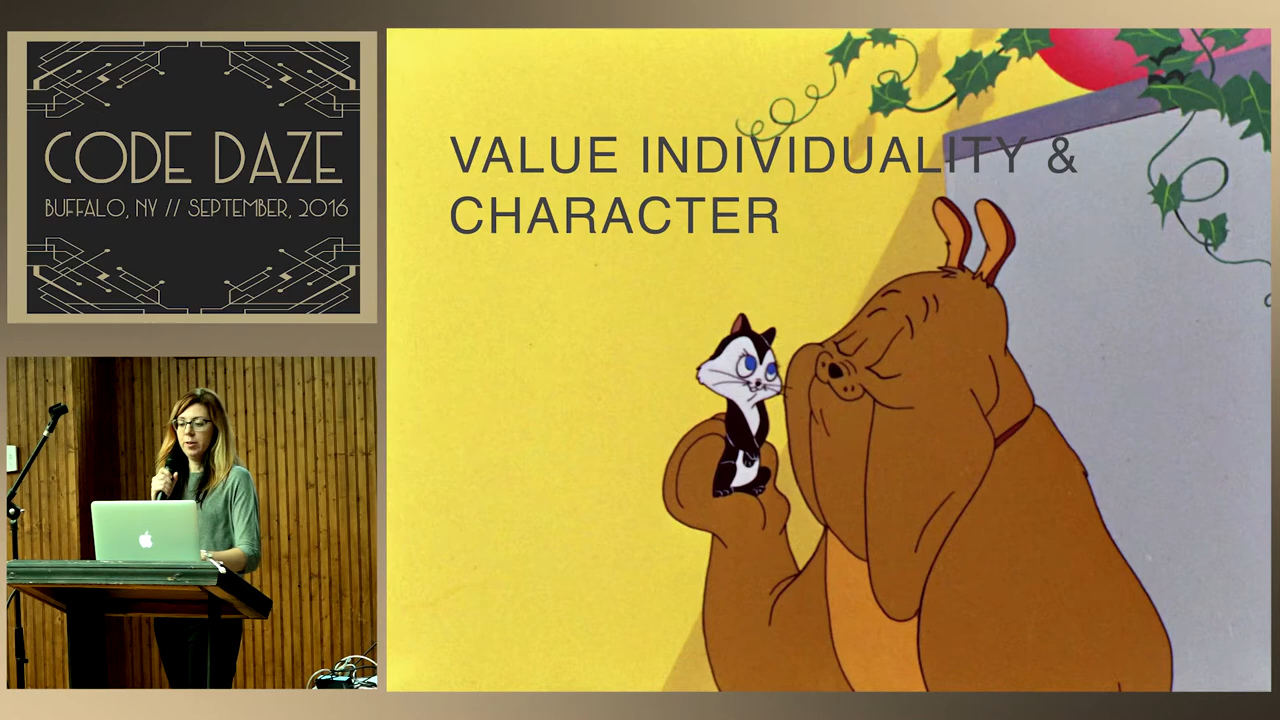 CODE DAZE
BUFFALO, NY // SEPTEMBER, 2016
VALUE INDIVIDUALITY &
CHARACTER